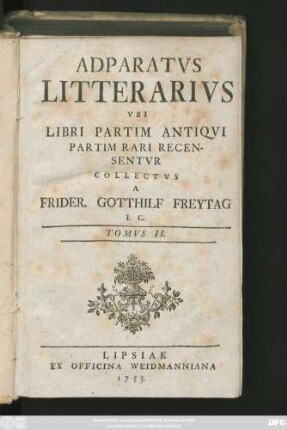 ADPARATVS
LITTERARIVS
VBI
LIBRI PARTIM ANTIQVI
PARTIM RARI RECEN-
SENTVR
COLLECTVS
A
FRIDER. GOTTHILF FREYTAG
I. C.
TOMVS II.
LIPSIAE
EX OFFICINA WEIDMANNIANA
1753.
DFG